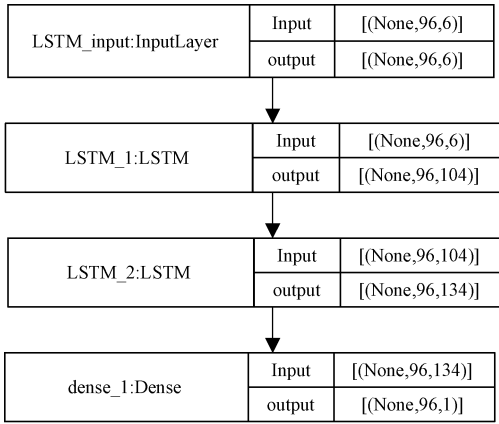 LSTM_input:InputLayer
Input [(None,96,6)]
output [(None,96,6)]
LSTM_1:LSTM
Input [(None,96,6)]
output [(None,96,104)]
LSTM_2:LSTM
Input [(None,96,104)]
output [(None,96,134)]
dense_1:Dense
Input [(None,96,134)]
output [(None,96,1)]